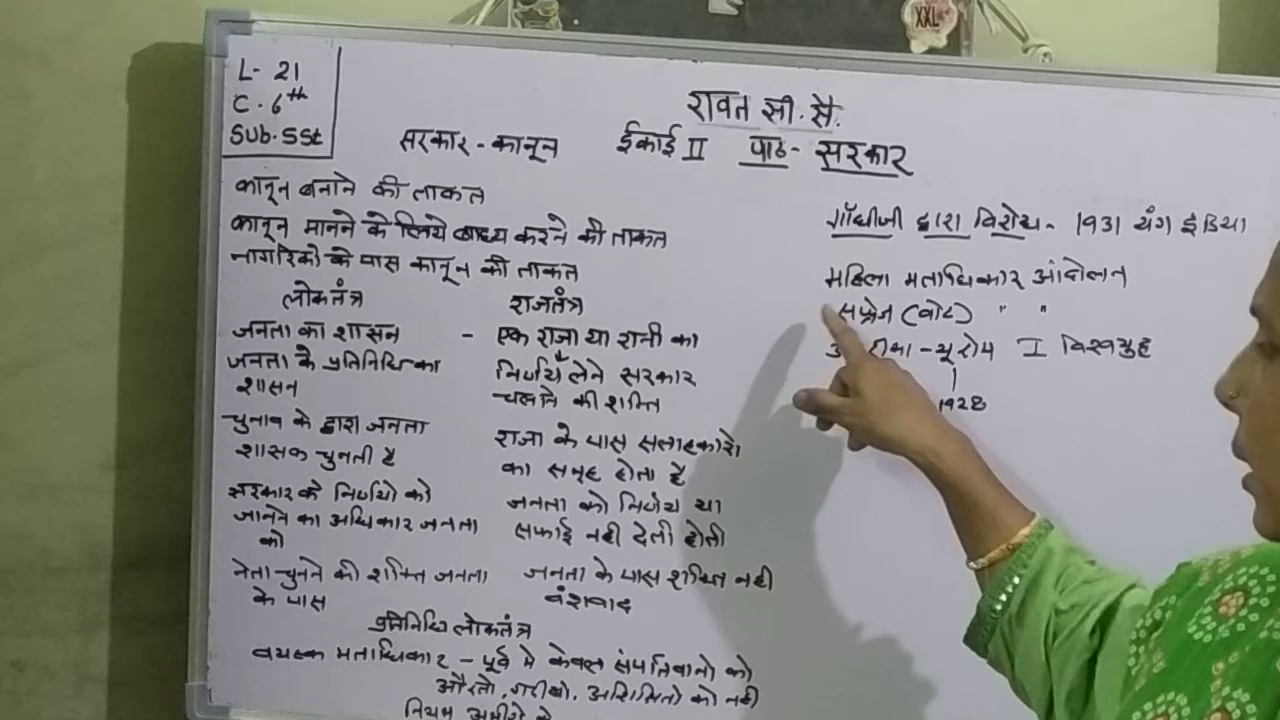 XXL
L- 21
C. 6th
Sub. SSt
रावत सी. सै.
सरकार - कानून ईकाई II पाठ - सरकार
कानून बनाने की ताकत
कानून मानने के लिये बाध्य करने की ताकत
नागरिको के पास कानून की ताकत
लोकतंत्र राजतंत्र
जनता का शासन - एक राजा या रानी का
जनता के प्रतिनिधि का शासन
निर्णय लेने सरकार चलाने की शक्ति
चुनाव के द्वारा जनता शासक चुनती है
राजा के पास सलाहकारो का समूह होता है
सरकार के निर्णयो को जानने का अधिकार जनता को
जनता को निर्णय या सफाई नही देनी होती
नेता चुनने की शक्ति जनता के पास
जनता के पास शक्ति नही वंशवाद
प्रतिनिधि लोकतंत्र
वयस्क मताधिकार - पूर्व मे केवल संपतिवालो को
औरतो, गरीबो, अशिक्षितो को नही
नियम अमीरो के
गाँधीजी द्वारा विरोध - 1931 यंग इंडिया
महिला मताधिकार आंदोलन
सफ्रेज (वोट) " "
यूरोप I विश्वयुद्ध
1928